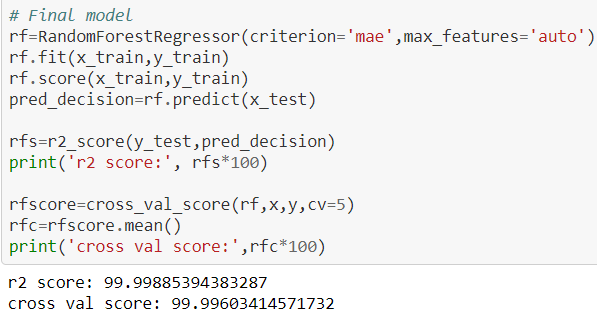 # Final model
rf=RandomForestRegressor(criterion='mae',max_features='auto')
rf.fit(x_train,y_train)
rf.score(x_train,y_train)
pred_decision=rf.predict(x_test)
rfs=r2_score(y_test,pred_decision)
print('r2 score:', rfs*100)
rfscore=cross_val_score(rf,x,y,cv=5)
rfc=rfscore.mean()
print('cross val score:',rfc*100)
r2 score: 99.99885394383287
cross val score: 99.99603414571732